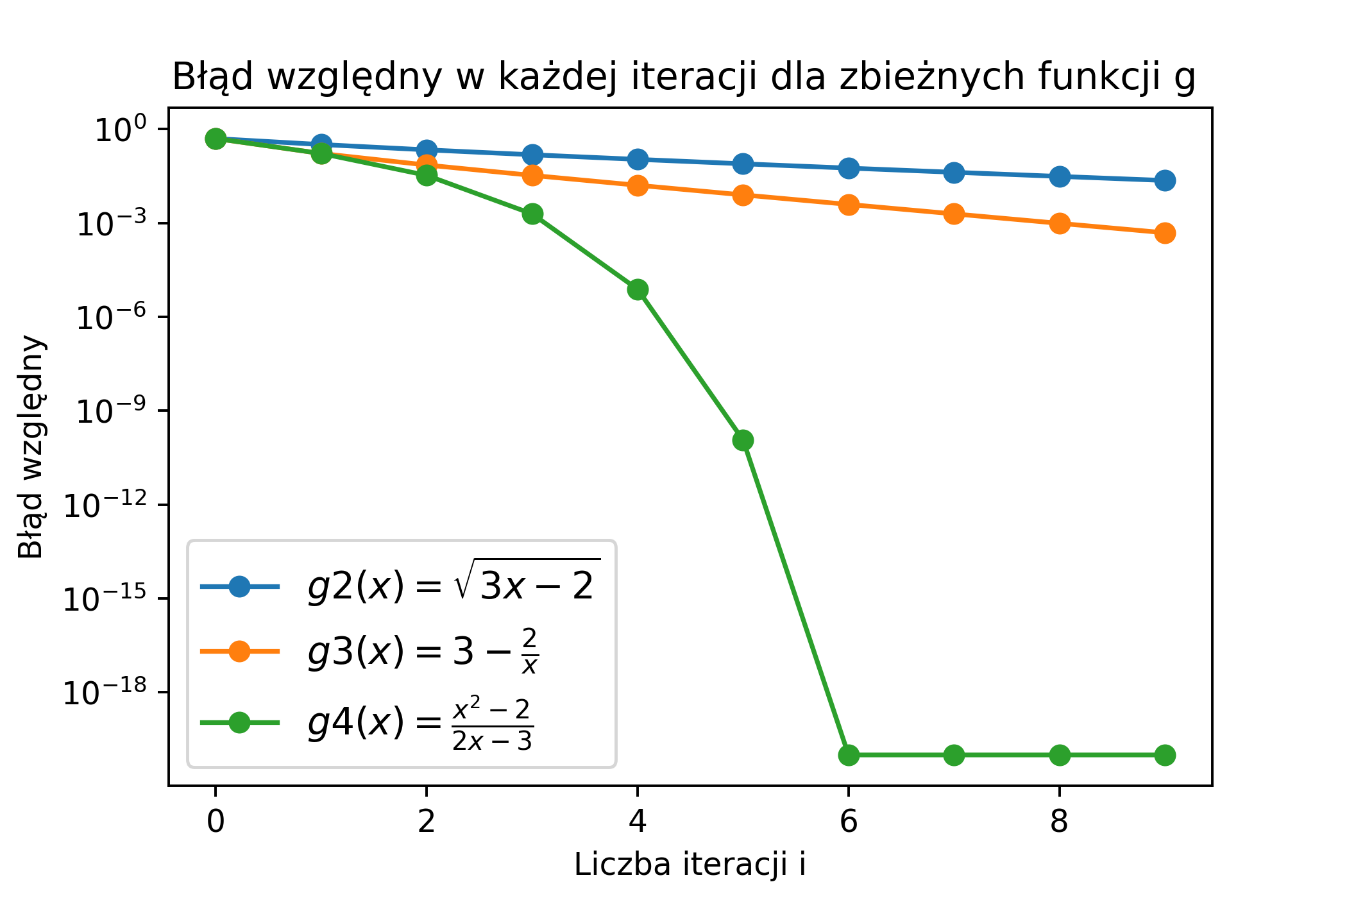 Błąd względny w każdej iteracji dla zbieżnych funkcji g
10⁰
10⁻³
10⁻⁶
10⁻⁹
10⁻¹²
10⁻¹⁵
10⁻¹⁸
Błąd względny
g2(x) = √(3x − 2)
g3(x) = 3 − 2/x
g4(x) = (x² − 2)/(2x − 3)
0 2 4 6 8
Liczba iteracji i